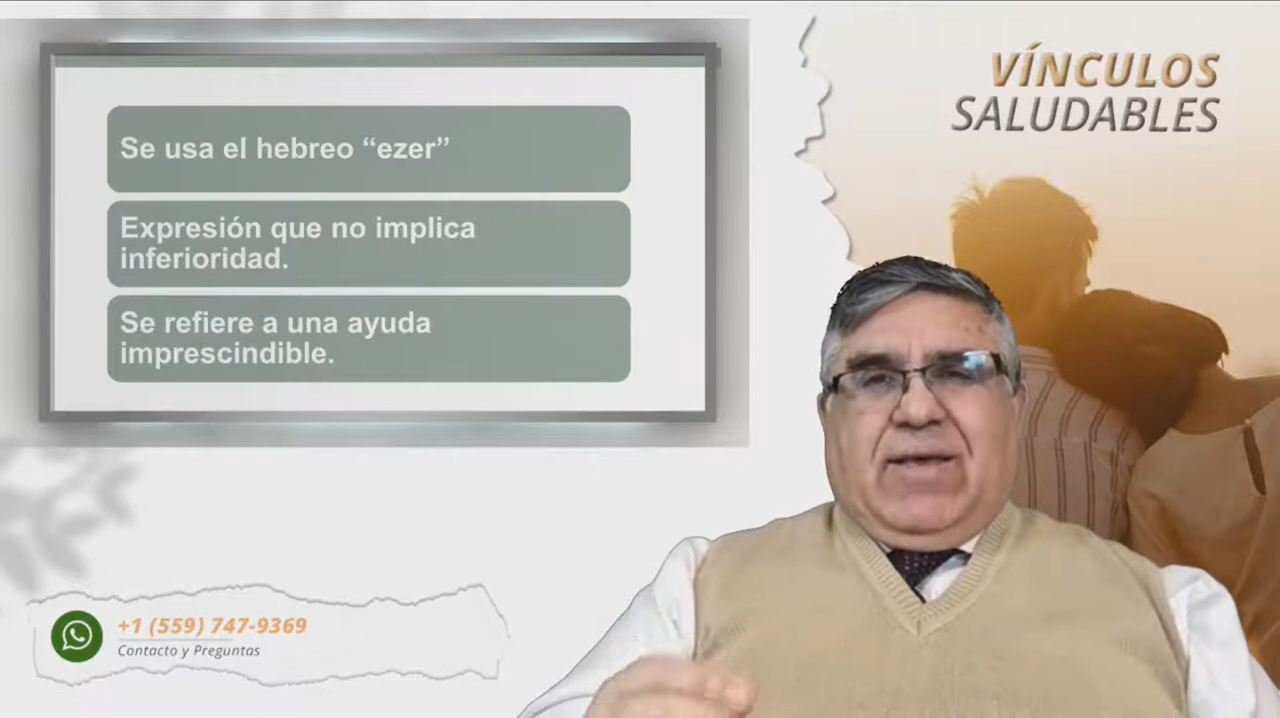 Se usa el hebreo “ezer”
Expresión que no implica
inferioridad.
Se refiere a una ayuda
imprescindible.
VÍNCULOS
SALUDABLES
+1 (559) 747-9369
Contacto y Preguntas